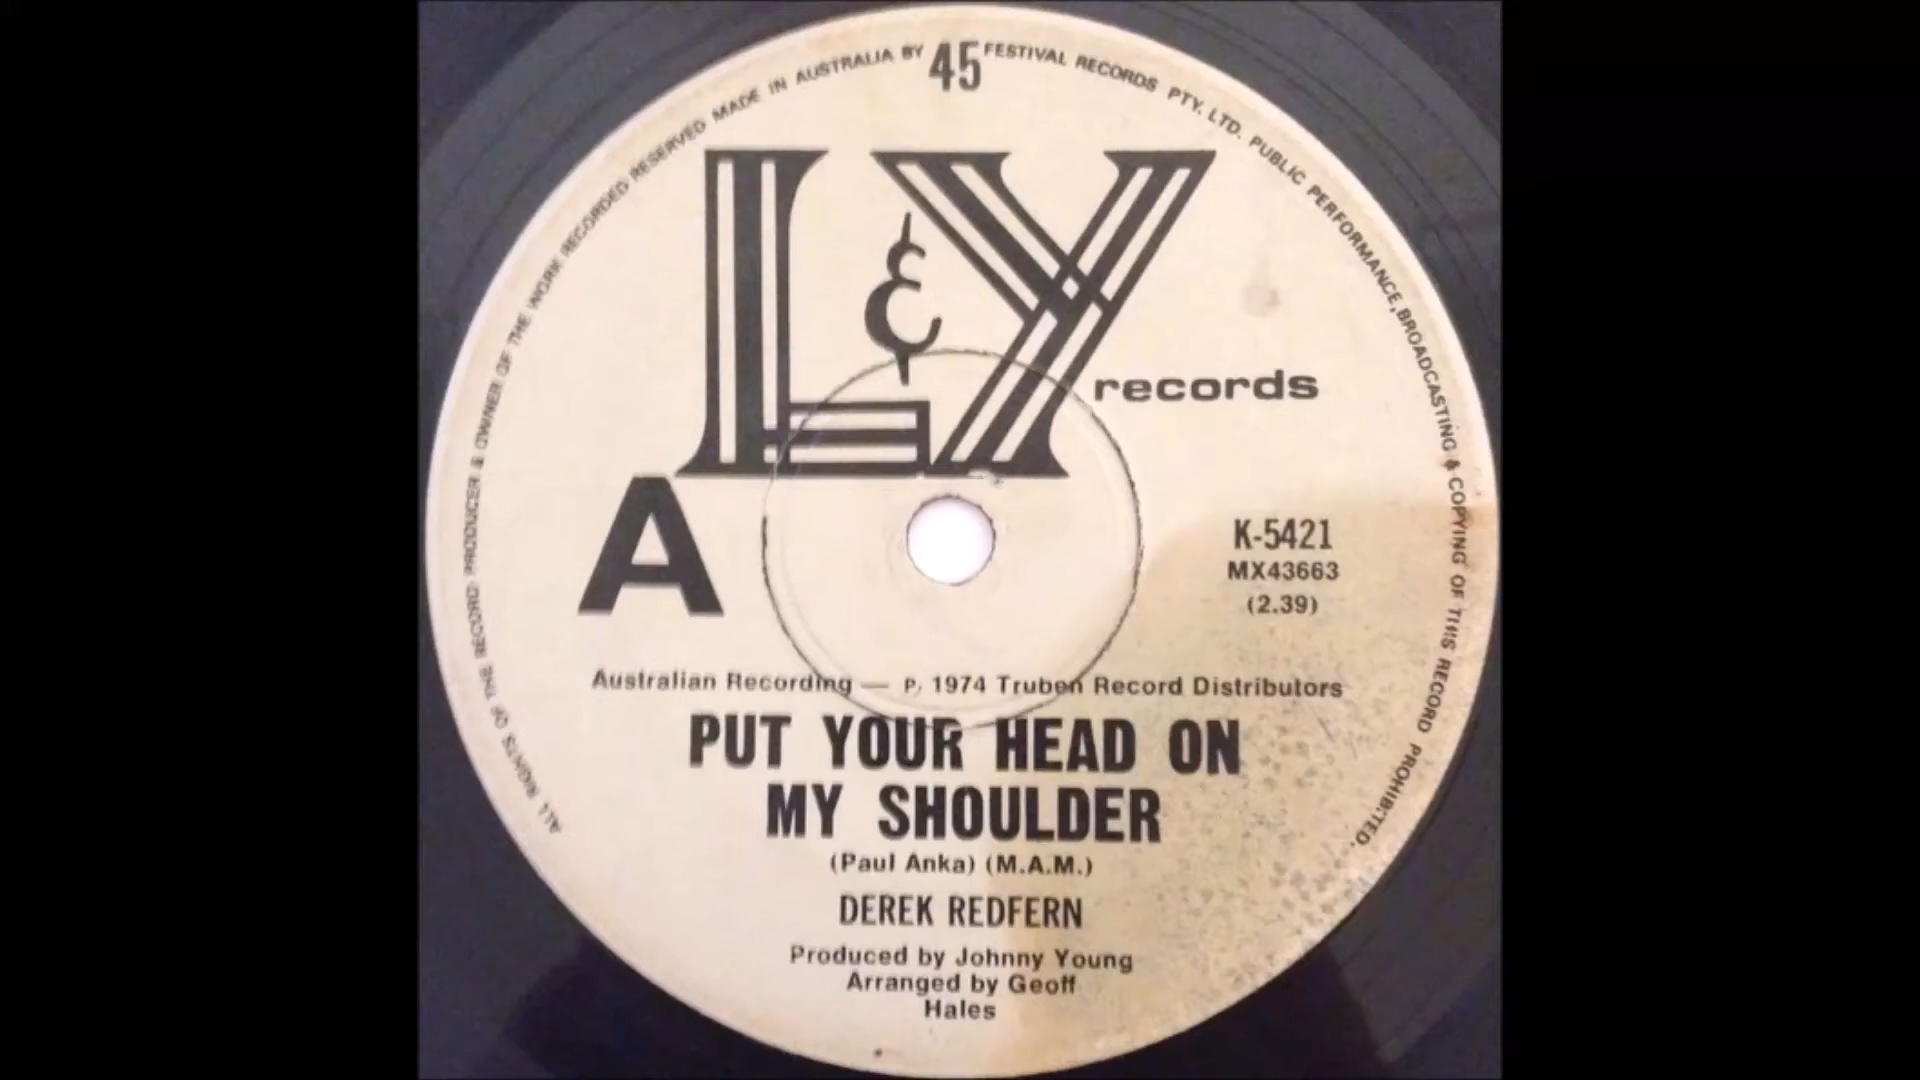 ALL RIGHTS OF THE RECORD PRODUCER & OWNER OF THE WORK RECORDED RESERVED MADE IN AUSTRALIA BY 45 FESTIVAL RECORDS PTY. LTD. PUBLIC PERFORMANCE, BROADCASTING & COPYING OF THIS RECORD PROHIBITED.
L&Y
records
A
K-5421
MX43663
(2.39)
Australian Recording — P. 1974 Truben Record Distributors
PUT YOUR HEAD ON
MY SHOULDER
(Paul Anka) (M.A.M.)
DEREK REDFERN
Produced by Johnny Young
Arranged by Geoff
Hales